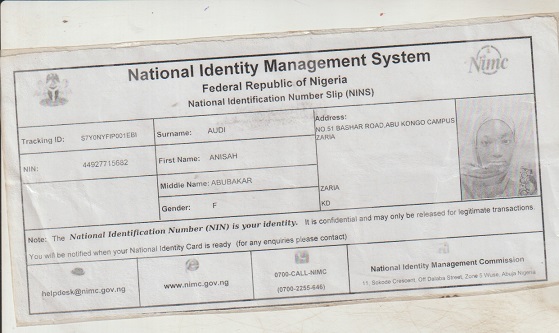 National Identity Management System
Federal Republic of Nigeria
National Identification Number Slip (NINS)
Nimc
Tracking ID: S7Y0NYFIP001EBI
Surname: AUDI
Address:
NO.51 BASHAR ROAD,ABU KONGO CAMPUS
ZARIA
NIN: 44927715682
First Name: ANISAH
Middle Name: ABUBAKAR
ZARIA
Gender: F
KD
Note: The National Identification Number (NIN) is your identity. It is confidential and may only be released for legitimate transactions.
You will be notified when your National Identity Card is ready (for any enquiries please contact)
helpdesk@nimc.gov.ng
www.nimc.gov.ng
0700-CALL-NIMC
(0700-2255-646)
National Identity Management Commission
11, Sokode Crescent, Off Dalaba Street, Zone 5 Wuse, Abuja Nigeria